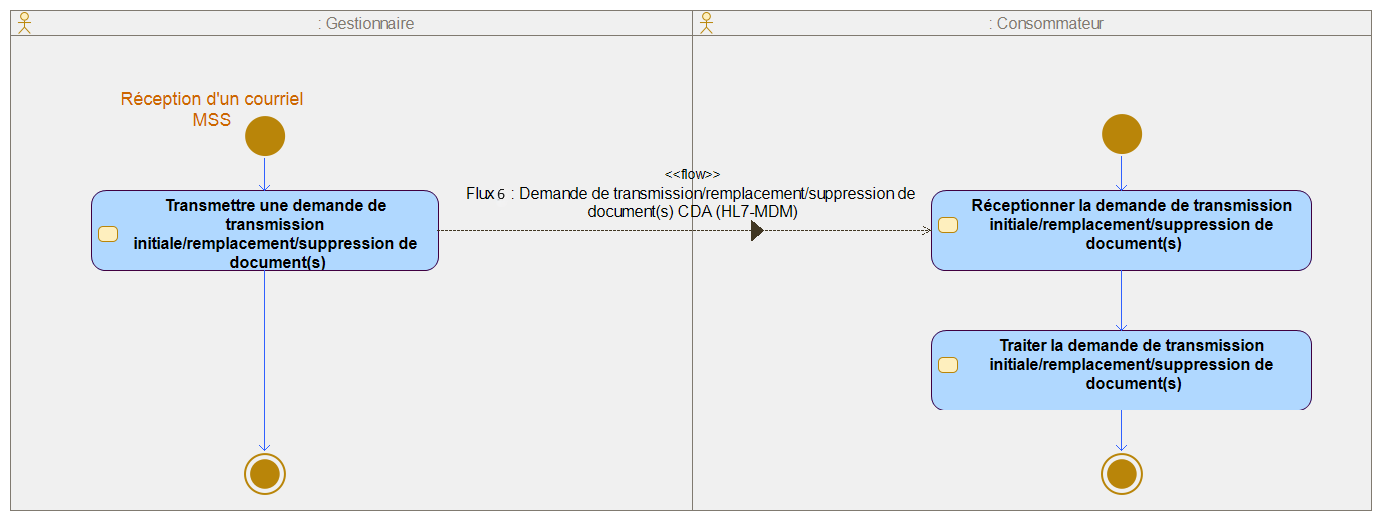 : Gestionnaire
: Consommateur
Réception d'un courriel
MSS
<<flow>>
Flux 6 : Demande de transmission/remplacement/suppression de
document(s) CDA (HL7-MDM)
Transmettre une demande de
transmission
initiale/remplacement/suppression de
document(s)
Réceptionner la demande de transmission
initiale/remplacement/suppression de
document(s)
Traiter la demande de transmission
initiale/remplacement/suppression de
document(s)